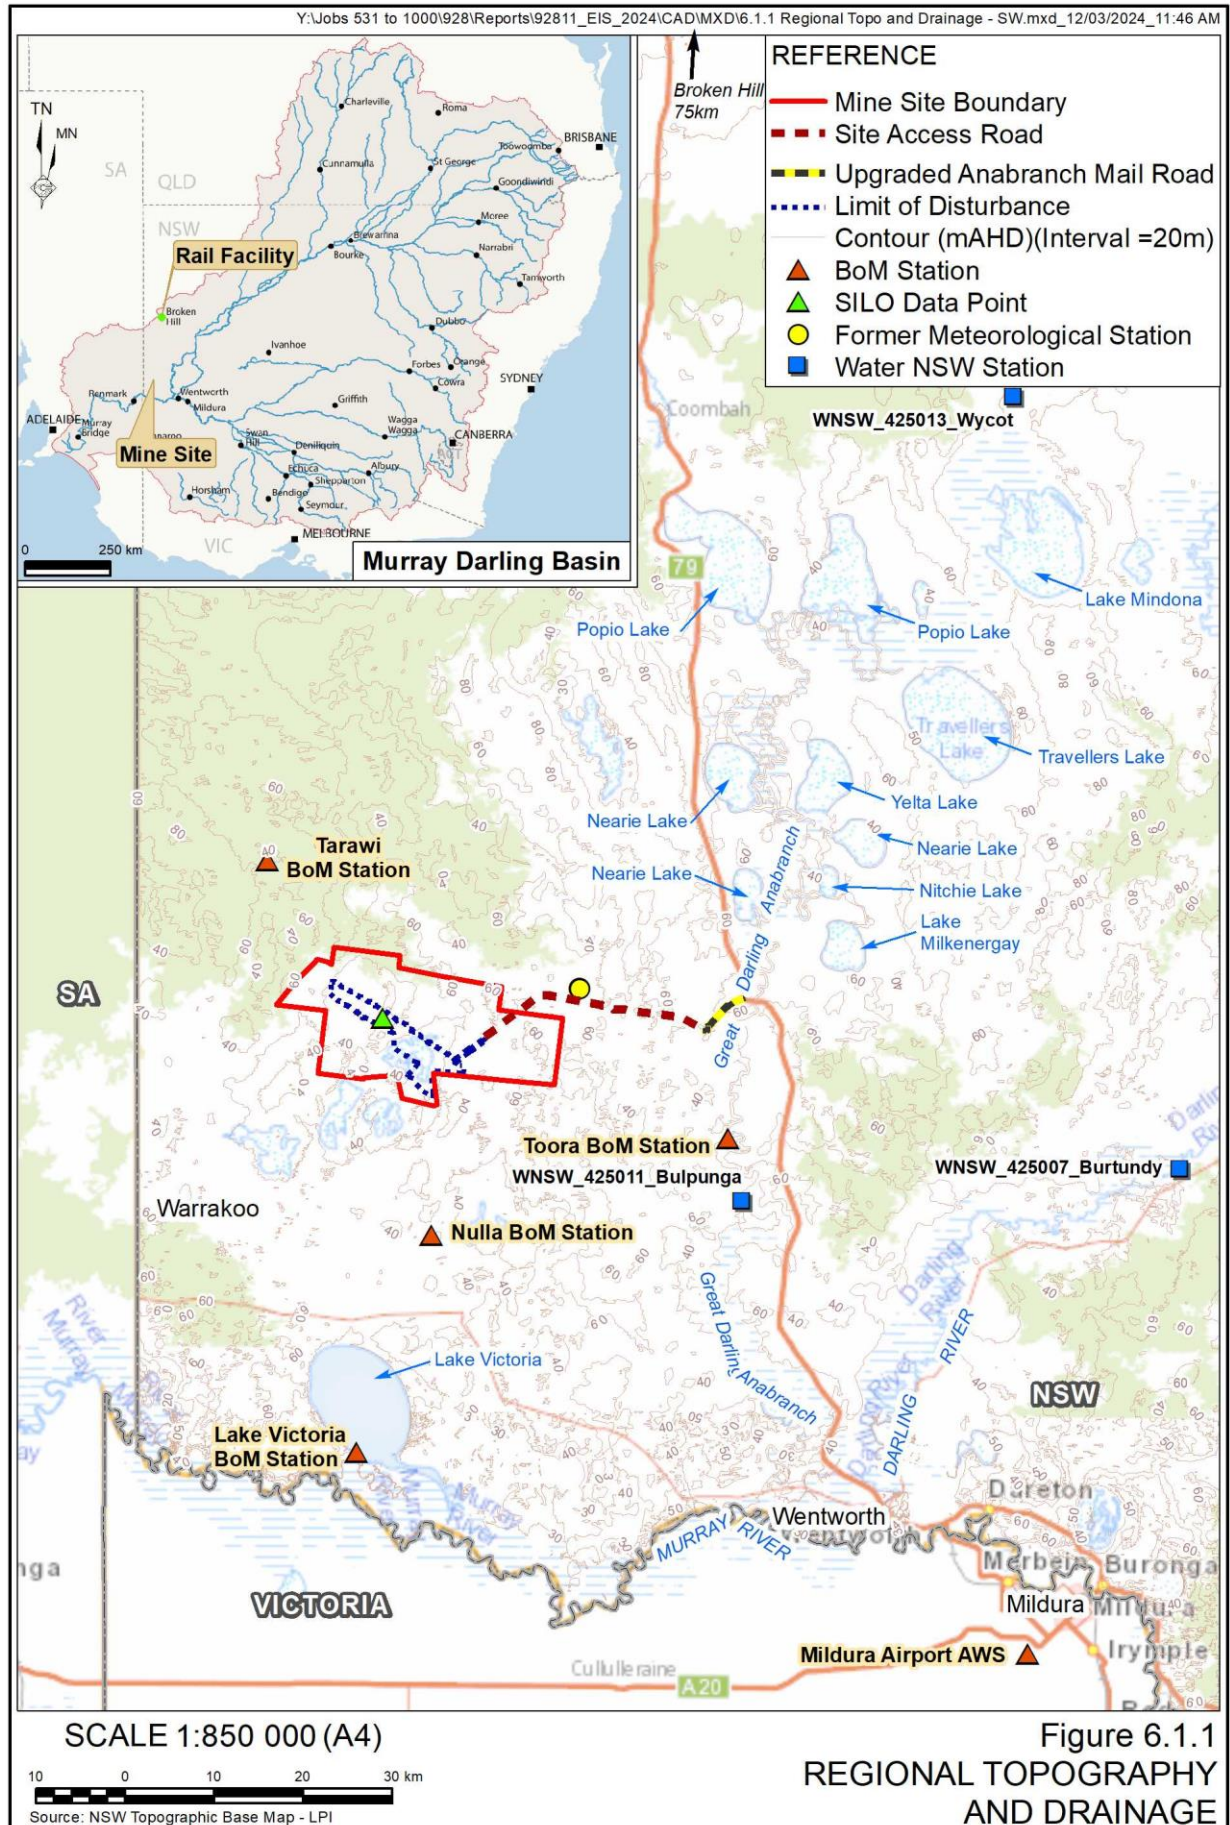 Y:\Jobs 531 to 1000\928\Reports\92811_EIS_2024\CAD\MXD\6.1.1 Regional Topo and Drainage - SW.mxd_12/03/2024_11:46 AM
TN
MN
SA
QLD
NSW
VIC
ACT
Charleville
Roma
BRISBANE
Toowoomba
Cunnamulla
St George
Goondiwindi
Moree
Brewarrina
Bourke
Narrabri
Tamworth
Rail Facility
Broken
Hill
Dubbo
Ivanhoe
Forbes
Orange
Cowra
SYDNEY
Renmark
Wentworth
Mildura
Griffith
ADELAIDE
Murray
Bridge
Wagga
Wagga
CANBERRA
Mine Site
Swan
Hill
Deniliquin
Echuca
Albury
Shepparton
Horsham
Bendigo
Seymour
MELBOURNE
0 250 km
Murray Darling Basin
Broken Hill
75km
REFERENCE
Mine Site Boundary
Site Access Road
Upgraded Anabranch Mail Road
Limit of Disturbance
Contour (mAHD)(Interval =20m)
BoM Station
SILO Data Point
Former Meteorological Station
Water NSW Station
Coombah
WNSW_425013_Wycot
79
Popio Lake
Popio Lake
Lake Mindona
Travellers
Lake
Travellers Lake
Nearie Lake
Yelta Lake
Nearie Lake
Nearie Lake
Nitchie Lake
Lake
Milkenergay
Great Darling Anabranch
Tarawi
BoM Station
SA
Toora BoM Station
WNSW_425011_Bulpunga
WNSW_425007_Burtundy
Warrakoo
Nulla BoM Station
Great Darling Anabranch
Darling
River
DARLING RIVER
River
Murray
Lake Victoria
NSW
Lake Victoria
BoM Station
Murray
River
Wentworth
MURRAY RIVER
Dareton
Merbein
Buronga
Mildura
Mildura
VICTORIA
Mildura Airport AWS
Irymple
Cullulleraine
A20
SCALE 1:850 000 (A4)
10 0 10 20 30 km
Source: NSW Topographic Base Map - LPI
Figure 6.1.1
REGIONAL TOPOGRAPHY
AND DRAINAGE